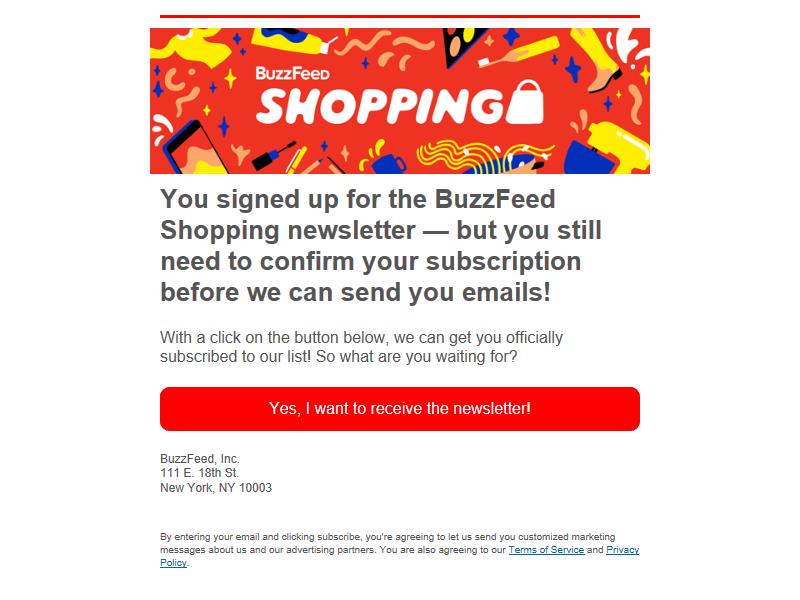 BuzzFeed
SHOPPING
You signed up for the BuzzFeed
Shopping newsletter — but you still
need to confirm your subscription
before we can send you emails!
With a click on the button below, we can get you officially
subscribed to our list! So what are you waiting for?
Yes, I want to receive the newsletter!
BuzzFeed, Inc.
111 E. 18th St.
New York, NY 10003
By entering your email and clicking subscribe, you're agreeing to let us send you customized marketing
messages about us and our advertising partners. You are also agreeing to our Terms of Service and Privacy
Policy.